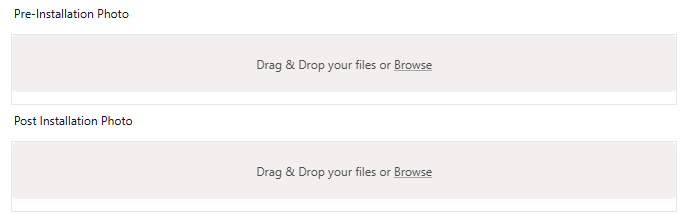 Pre-Installation Photo
Drag & Drop your files or Browse
Post Installation Photo
Drag & Drop your files or Browse